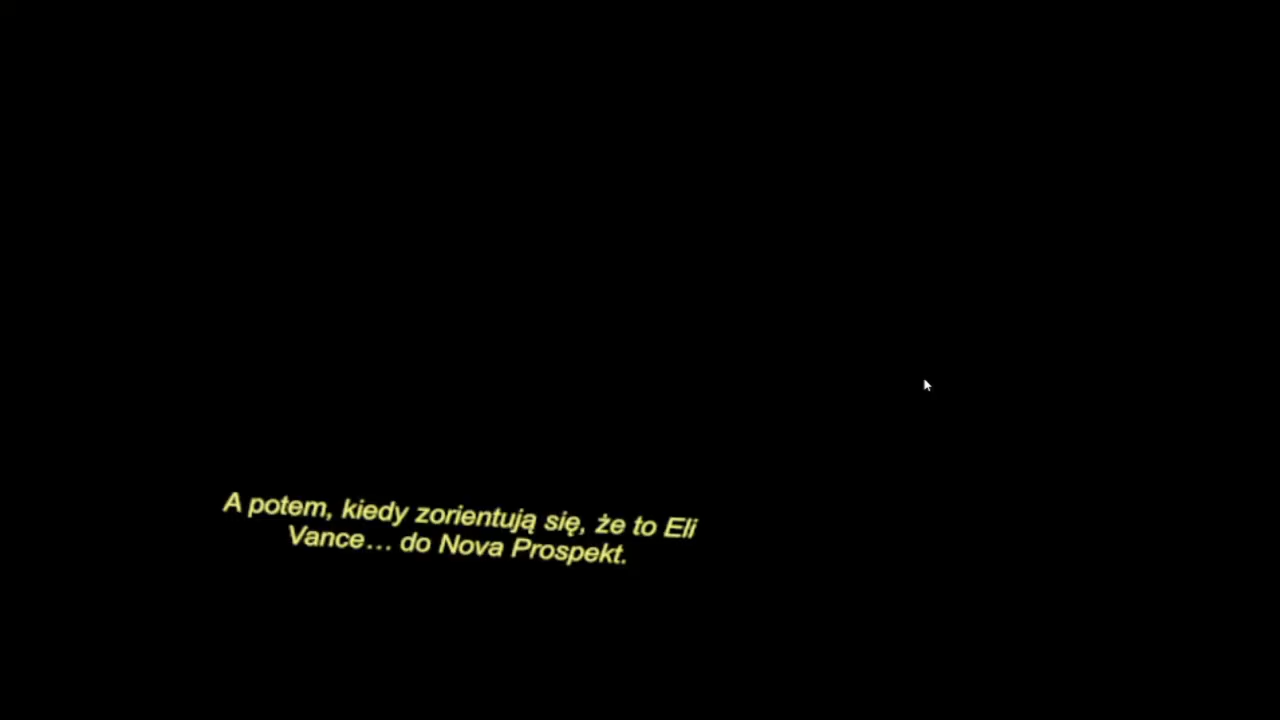 A potem, kiedy zorientują się, że to Eli
Vance… do Nova Prospekt.